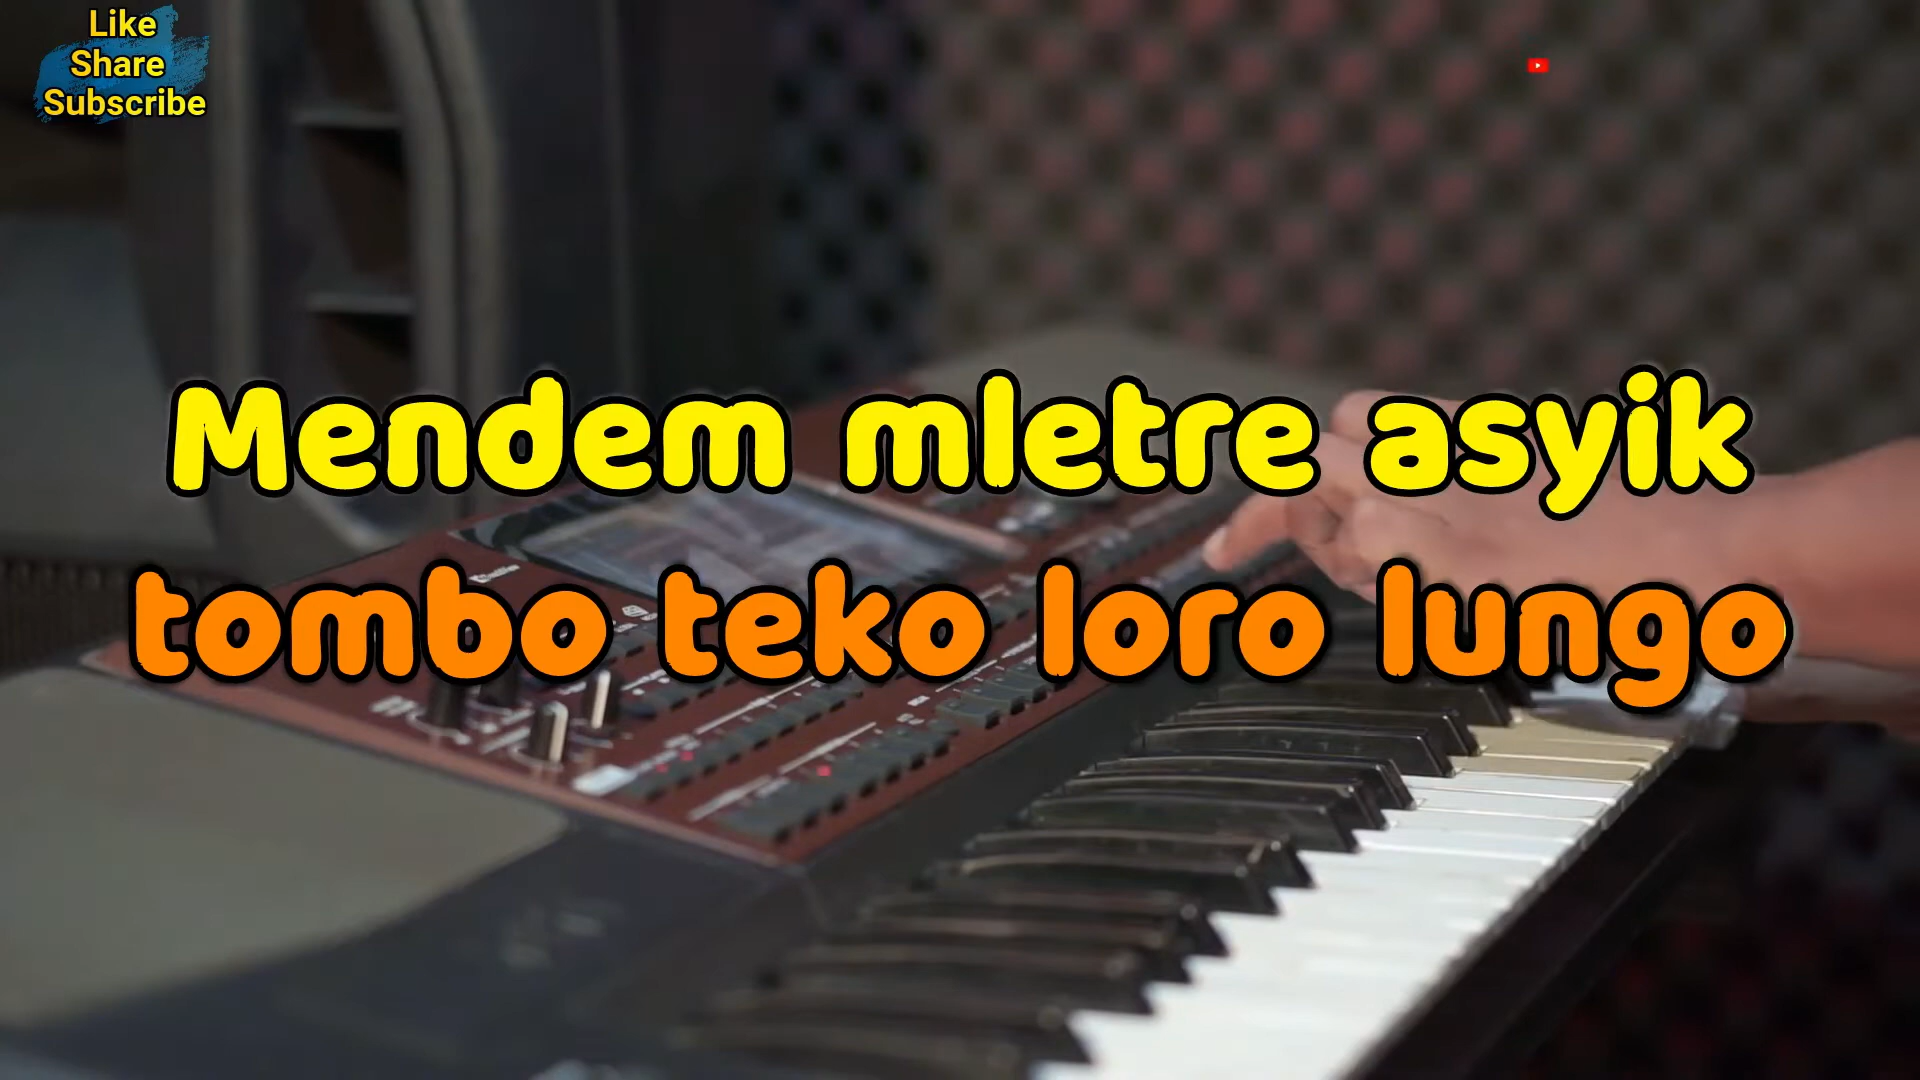 Like
Share
Subscribe
Mendem mletre asyik
tombo teko loro lungo